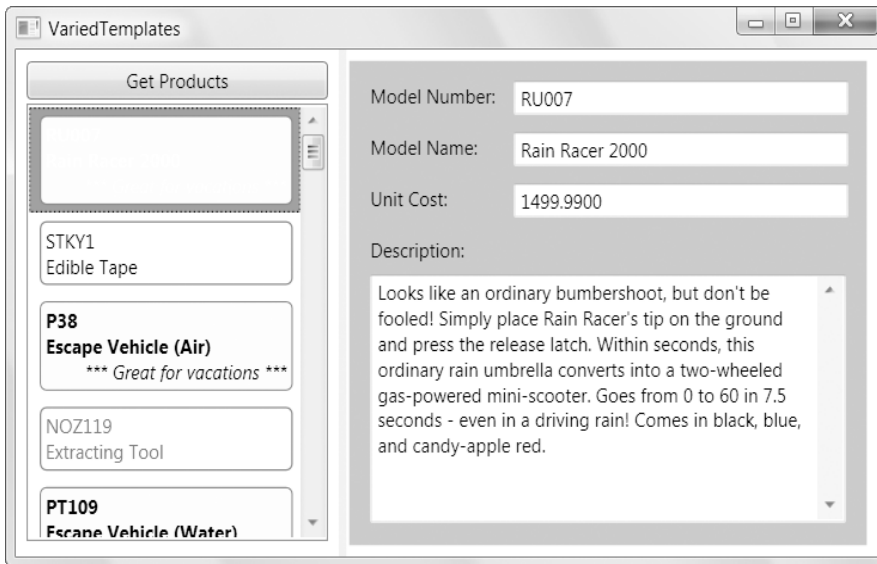 VariedTemplates
Get Products
STKY1
Edible Tape
P38
Escape Vehicle (Air)
*** Great for vacations ***
NOZ119
Extracting Tool
PT109
Escape Vehicle (Water)
Model Number:
RU007
Model Name:
Rain Racer 2000
Unit Cost:
1499.9900
Description:
Looks like an ordinary bumbershoot, but don't be
fooled! Simply place Rain Racer's tip on the ground
and press the release latch. Within seconds, this
ordinary rain umbrella converts into a two-wheeled
gas-powered mini-scooter. Goes from 0 to 60 in 7.5
seconds - even in a driving rain! Comes in black, blue,
and candy-apple red.